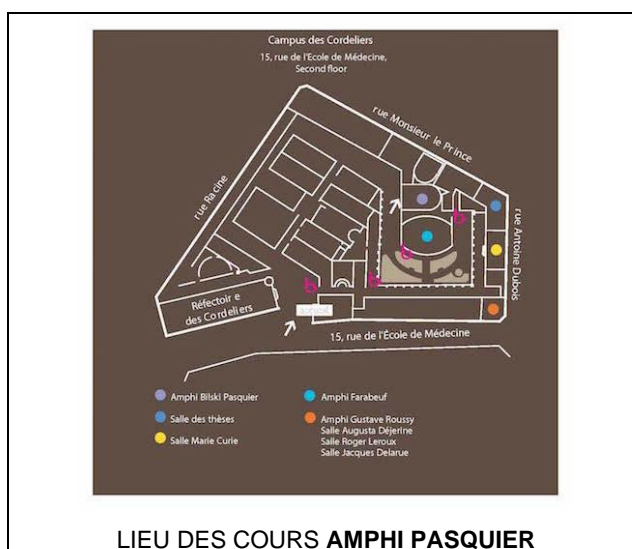 Campus des Cordeliers
15, rue de l'Ecole de Médecine,
Second floor
rue Monsieur le Prince
rue Racine
rue Antoine Dubois
Réfectoir e
des Cordeliers
15, rue de l'École de Médecine
Amphi Bilski Pasquier
Salle des thèses
Salle Marie Curie
Amphi Farabeuf
Amphi Gustave Roussy
Salle Augusta Déjerine
Salle Roger Leroux
Salle Jacques Delarue
LIEU DES COURS AMPHI PASQUIER